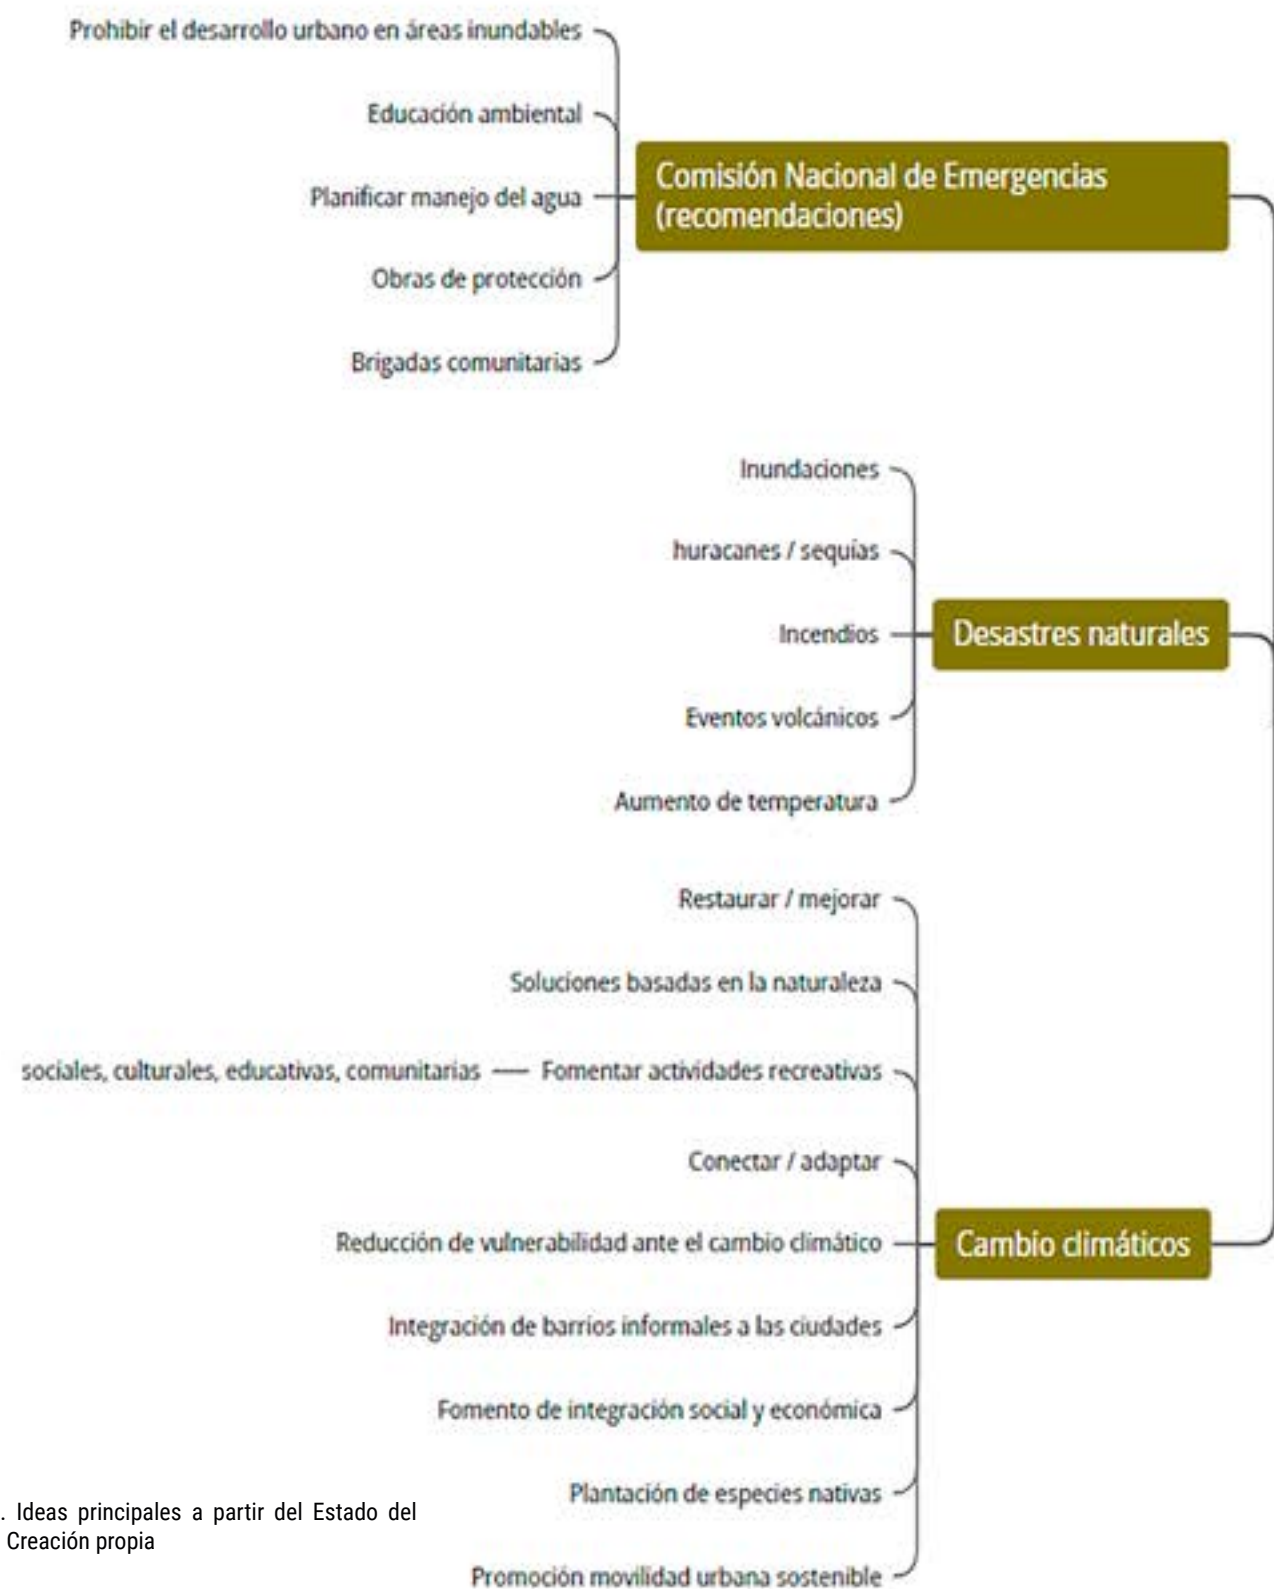 Prohibir el desarrollo urbano en áreas inundables
Educación ambiental
Planificar manejo del agua
Obras de protección
Brigadas comunitarias
Comisión Nacional de Emergencias
(recomendaciones)
Inundaciones
huracanes / sequías
Incendios
Eventos volcánicos
Aumento de temperatura
Desastres naturales
Restaurar / mejorar
Soluciones basadas en la naturaleza
sociales, culturales, educativas, comunitarias
Fomentar actividades recreativas
Conectar / adaptar
Reducción de vulnerabilidad ante el cambio climático
Integración de barrios informales a las ciudades
Fomento de integración social y económica
Plantación de especies nativas
Promoción movilidad urbana sostenible
Cambio climáticos
. Ideas principales a partir del Estado del
Creación propia